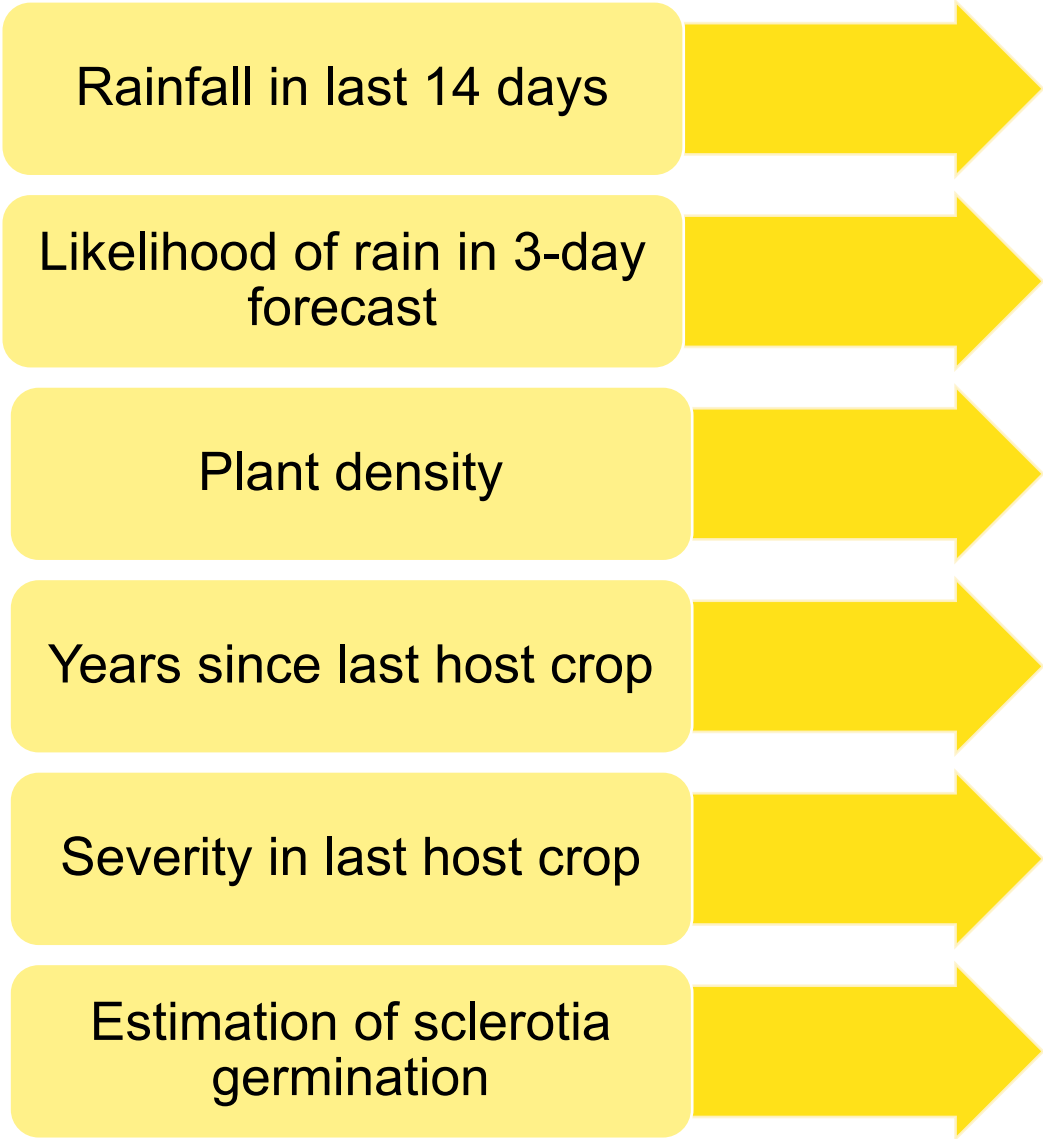 Rainfall in last 14 days
Likelihood of rain in 3-day
forecast
Plant density
Years since last host crop
Severity in last host crop
Estimation of sclerotia
germination